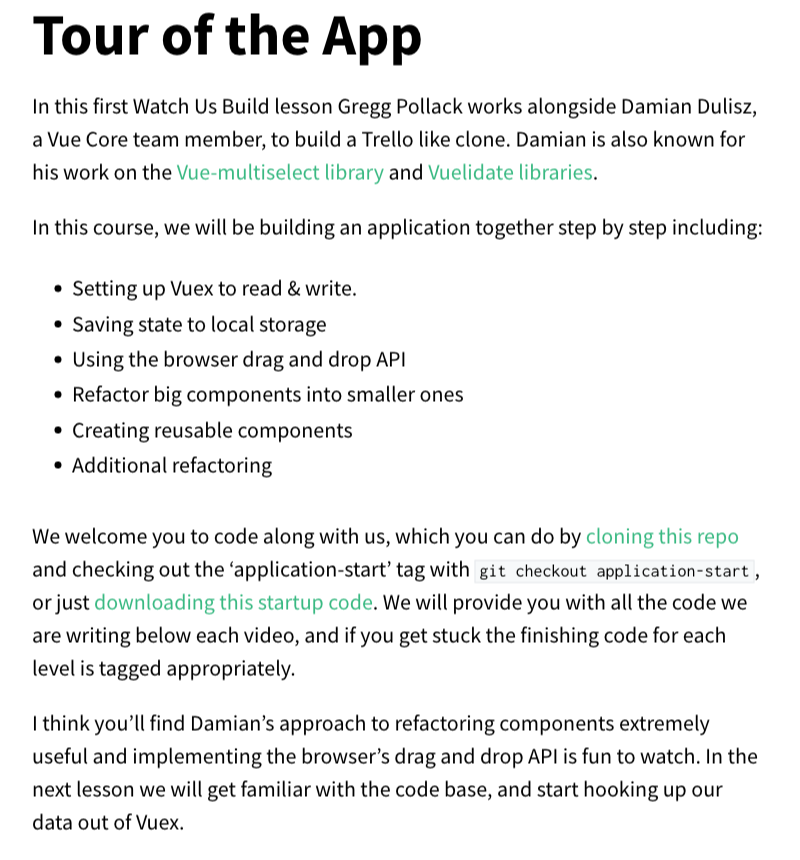 Tour of the App
In this first Watch Us Build lesson Gregg Pollack works alongside Damian Dulisz,
a Vue Core team member, to build a Trello like clone. Damian is also known for
his work on the Vue-multiselect library and Vuelidate libraries.
In this course, we will be building an application together step by step including:
• Setting up Vuex to read & write.
• Saving state to local storage
• Using the browser drag and drop API
• Refactor big components into smaller ones
• Creating reusable components
• Additional refactoring
We welcome you to code along with us, which you can do by cloning this repo
and checking out the ‘application-start’ tag with git checkout application-start,
or just downloading this startup code. We will provide you with all the code we
are writing below each video, and if you get stuck the finishing code for each
level is tagged appropriately.
I think you’ll find Damian’s approach to refactoring components extremely
useful and implementing the browser’s drag and drop API is fun to watch. In the
next lesson we will get familiar with the code base, and start hooking up our
data out of Vuex.